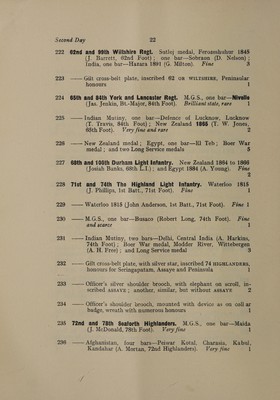 Second Day 22
222 62nd and 99th Wiltshire Regt. Sutlej medal, Ferozeshuhur 1845
(J. Barrett, 62nd Foot); one bar—Sobraon (D. Nelson);
India, one bar—Hazara 1891 (G. Milton). Fine 3
223 —— Gilt cross-belt plate, inscribed 62 OR WILTSHIRE, Peninsular
honours 1
224 65th and 84th York and Lancaster Regt. M.G.S., one bar—Nivelle
(Jas. Jenkin, Bt.-Major, 84th Foot). Brilliant state, rare 1
225 —— Indian Mutiny, one bar—Defence of Lucknow, Lucknow
(T. Travis, 84th Foot); New Zealand 1865 (T. W. Jones,
65th Foot). Very fine and rare 2
226 —— New Zealand medal; Egypt, one bar—El Teb; Boer War
medal; and two Long Service medals 5
227 68th and 106th Durham Light Infantry. New Zealand 1864 to 1866
(Josiah Banks, 68th L.I.); and Egypt 1884 (A. Young). Fine
2
228 71st and 74th The Highland Light Infantry. Waterloo 1815
(J. Phillips, 1st Batt., 71st Foot). Fine 1
229 —— Waterloo 1815 (John Anderson, 1st Batt., 71st Foot). Fine 1
230 —— M.G.S., one bar—Busaco (Robert Long, 74th Foot). Fine
and scarce 1
231 —— Indian Mutiny, two bars—Delhi, Central India (A. Harkins,
74th Foot); Boer War medal, Modder River, Wittebergen
(A. H. Free); and Long Service medal 3
232 —— Gilt cross-belt plate, with silver star, inscribed 74 HIGHLANDERS,
honours for Seringapatam, Assaye and Peninsula 1
233 —— Officer's silver shoulder brooch, with elephant on scroll, in-
scribed ASSAYE; another, similar, but without ASSAYE 2
234 —— Officer's shoulder brooch, mounted with device as on collar
badge, wreath with numerous honours 1
235 72nd and 78th Seaforth Highlanders. M.G.S., one bar—Maida
(J. McDonald, 78th Foot). Very fine 1
236 —— Afghanistan, four bars—Peiwar Kotal, Charasia, Kabul,
Kandahar (A. Mortan, 72nd Highlanders). Very fine 1